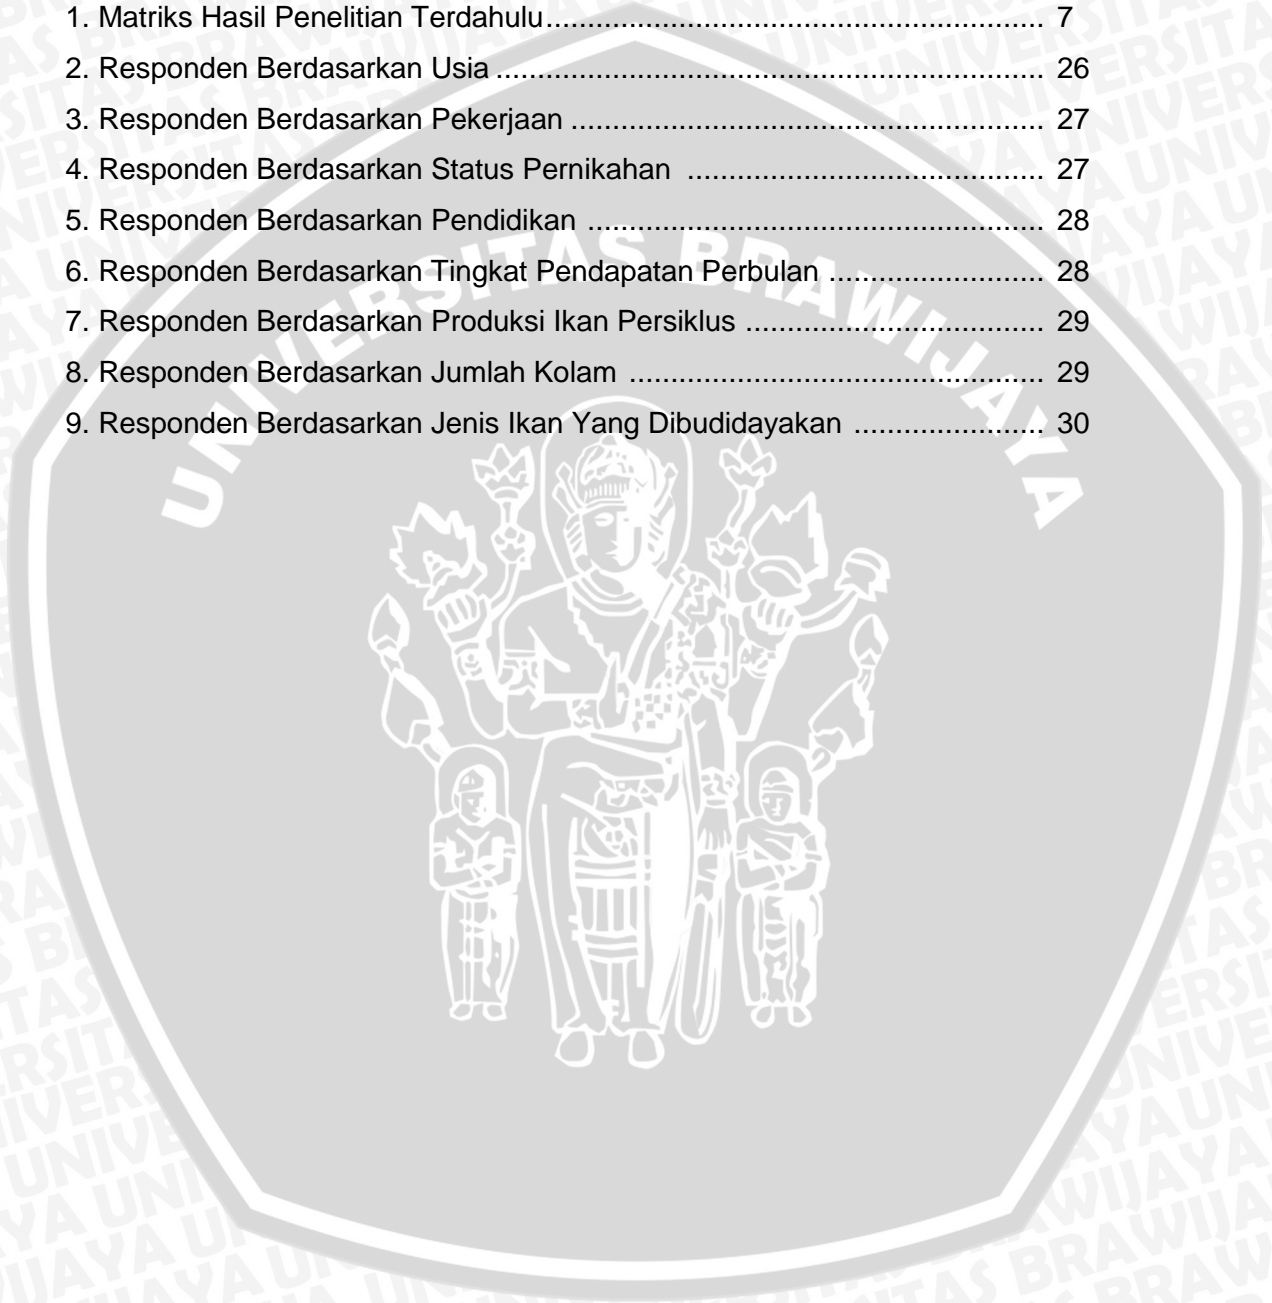 1. Matriks Hasil Penelitian Terdahulu............................................................ 7
2. Responden Berdasarkan Usia .................................................................. 26
3. Responden Berdasarkan Pekerjaan ......................................................... 27
4. Responden Berdasarkan Status Pernikahan ........................................... 27
5. Responden Berdasarkan Pendidikan ....................................................... 28
6. Responden Berdasarkan Tingkat Pendapatan Perbulan .......................... 28
7. Responden Berdasarkan Produksi Ikan Persiklus .................................... 29
8. Responden Berdasarkan Jumlah Kolam .................................................. 29
9. Responden Berdasarkan Jenis Ikan Yang Dibudidayakan ....................... 30
UNIVERSITAS BRAWIJAYA